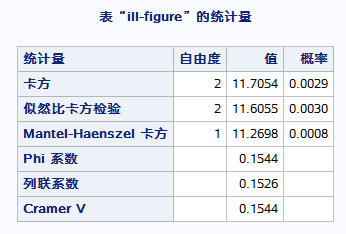 表“ill-figure”的统计量
统计量 自由度 值 概率
卡方 2 11.7054 0.0029
似然比卡方检验 2 11.6055 0.0030
Mantel-Haenszel 卡方 1 11.2698 0.0008
Phi 系数 0.1544
列联系数 0.1526
Cramer V 0.1544